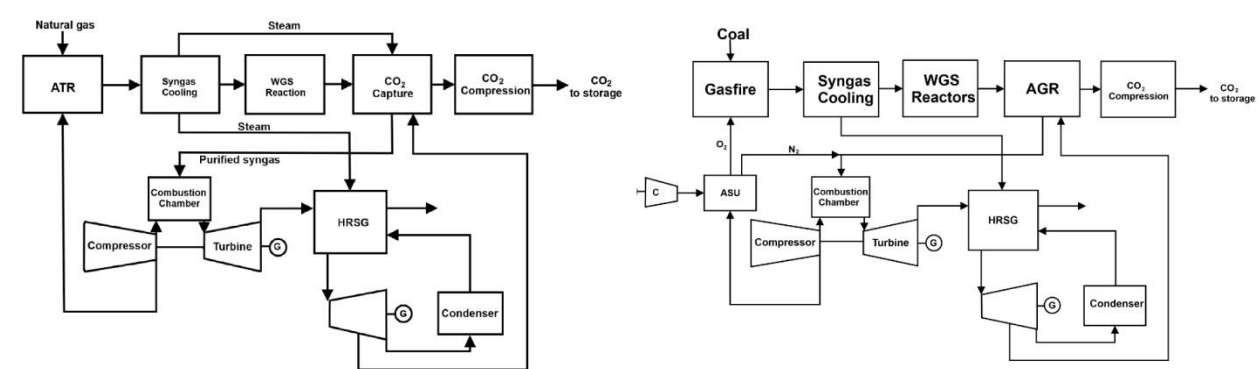 Natural gas
Steam
ATR
Syngas
Cooling
WGS
Reaction
CO₂
Capture
CO₂
Compression
CO₂
to storage
Steam
Purified syngas
Combustion
Chamber
Compressor
Turbine
G
HRSG
G
Condenser
Coal
Gasfire
Syngas
Cooling
WGS
Reactors
AGR
CO₂
Compression
CO₂
to storage
O₂
N₂
C
ASU
Combustion
Chamber
Compressor
Turbine
G
HRSG
G
Condenser